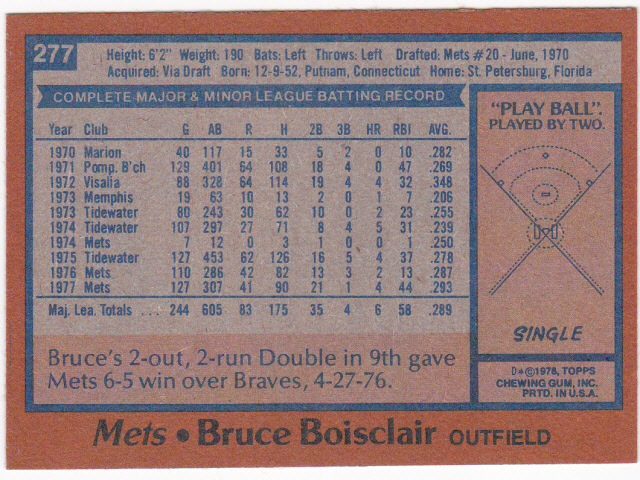 277
Height: 6'2" Weight: 190 Bats: Left Throws: Left Drafted: Mets #20 - June, 1970
Acquired: Via Draft Born: 12-9-52, Putnam, Connecticut Home: St. Petersburg, Florida
COMPLETE MAJOR & MINOR LEAGUE BATTING RECORD
Year Club G AB R H 2B 3B HR RBI AVG.
1970 Marion 40 117 15 33 5 2 0 10 .282
1971 Pomp. B'ch 129 401 64 108 18 4 0 47 .269
1972 Visalia 88 328 64 114 19 4 4 32 .348
1973 Memphis 19 63 10 13 2 0 1 7 .206
1973 Tidewater 80 243 30 62 10 0 2 23 .255
1974 Tidewater 107 297 27 71 8 4 5 31 .239
1974 Mets 7 12 0 3 1 0 0 1 .250
1975 Tidewater 127 453 62 126 16 5 4 37 .278
1976 Mets 110 286 42 82 13 3 2 13 .287
1977 Mets 127 307 41 90 21 1 4 44 .293
Maj. Lea. Totals . . . 244 605 83 175 35 4 6 58 .289
Bruce's 2-out, 2-run Double in 9th gave
Mets 6-5 win over Braves, 4-27-76.
"PLAY BALL".
PLAYED BY TWO.
SINGLE
D*©1978, TOPPS
CHEWING GUM, INC.
PRTD. IN U.S.A.
Mets • Bruce Boisclair OUTFIELD